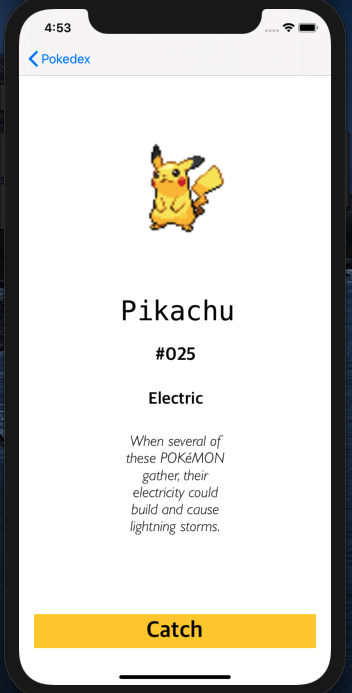 4:53
Pokedex
Pikachu
#025
Electric
When several of
these POKéMON
gather, their
electricity could
build and cause
lightning storms.
Catch